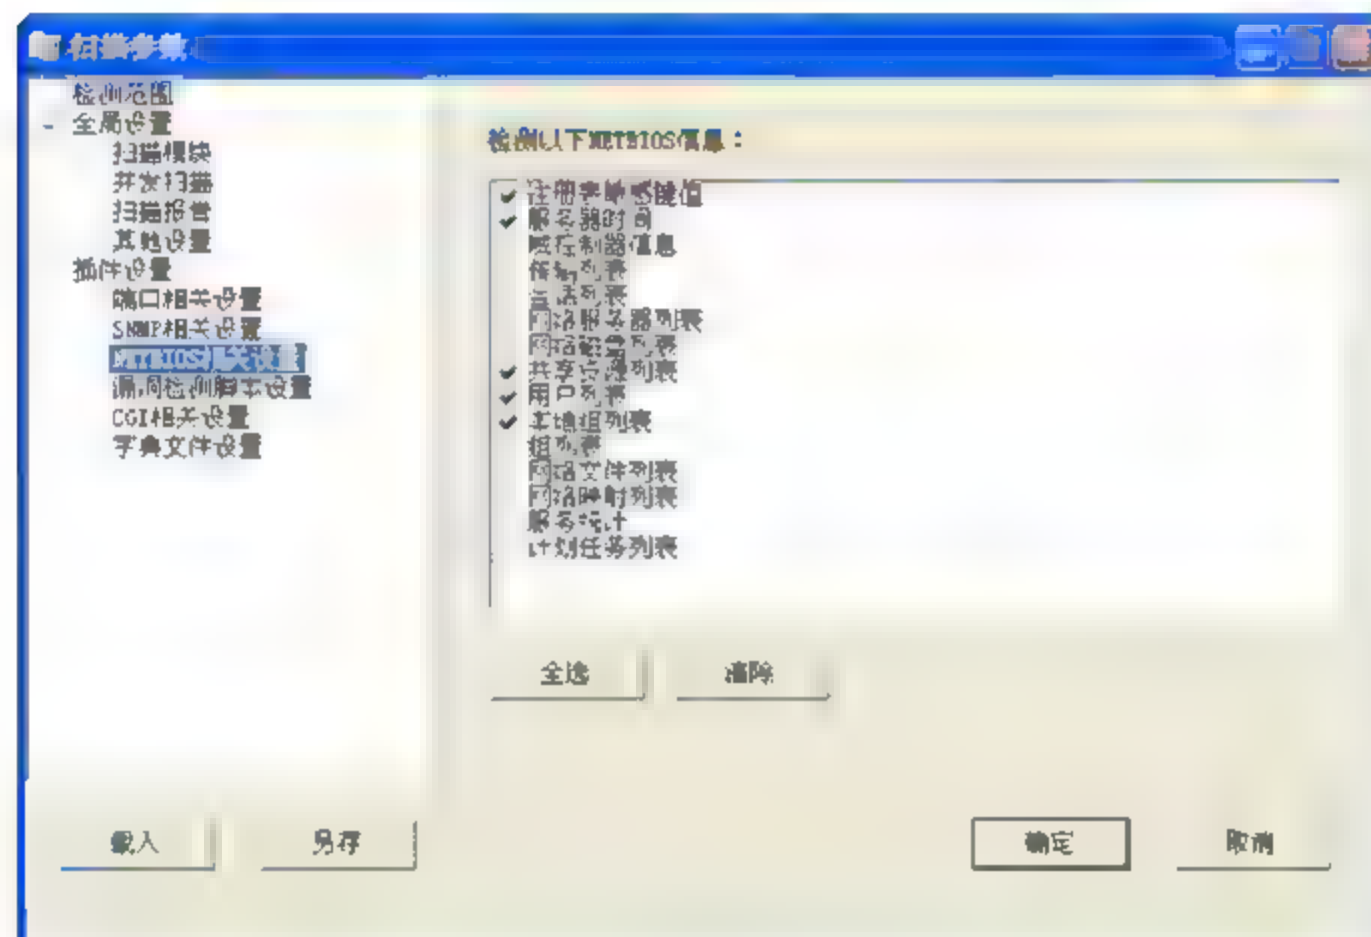 扫描参数
检测范围
全局设置
扫描模块
并发扫描
扫描报告
其他设置
插件设置
端口相关设置
SNMP相关设置
NETBIOS相关设置
漏洞检测脚本设置
CGI相关设置
字典文件设置
检测以下NETBIOS信息：
注册表敏感键值
服务器时间
域控制器信息
传输列表
会话列表
网络服务器列表
网络磁盘列表
共享资源列表
用户列表
本地组列表
组列表
网络文件列表
网络映射列表
服务统计
计划任务列表
全选
清除
载入
另存
确定
取消